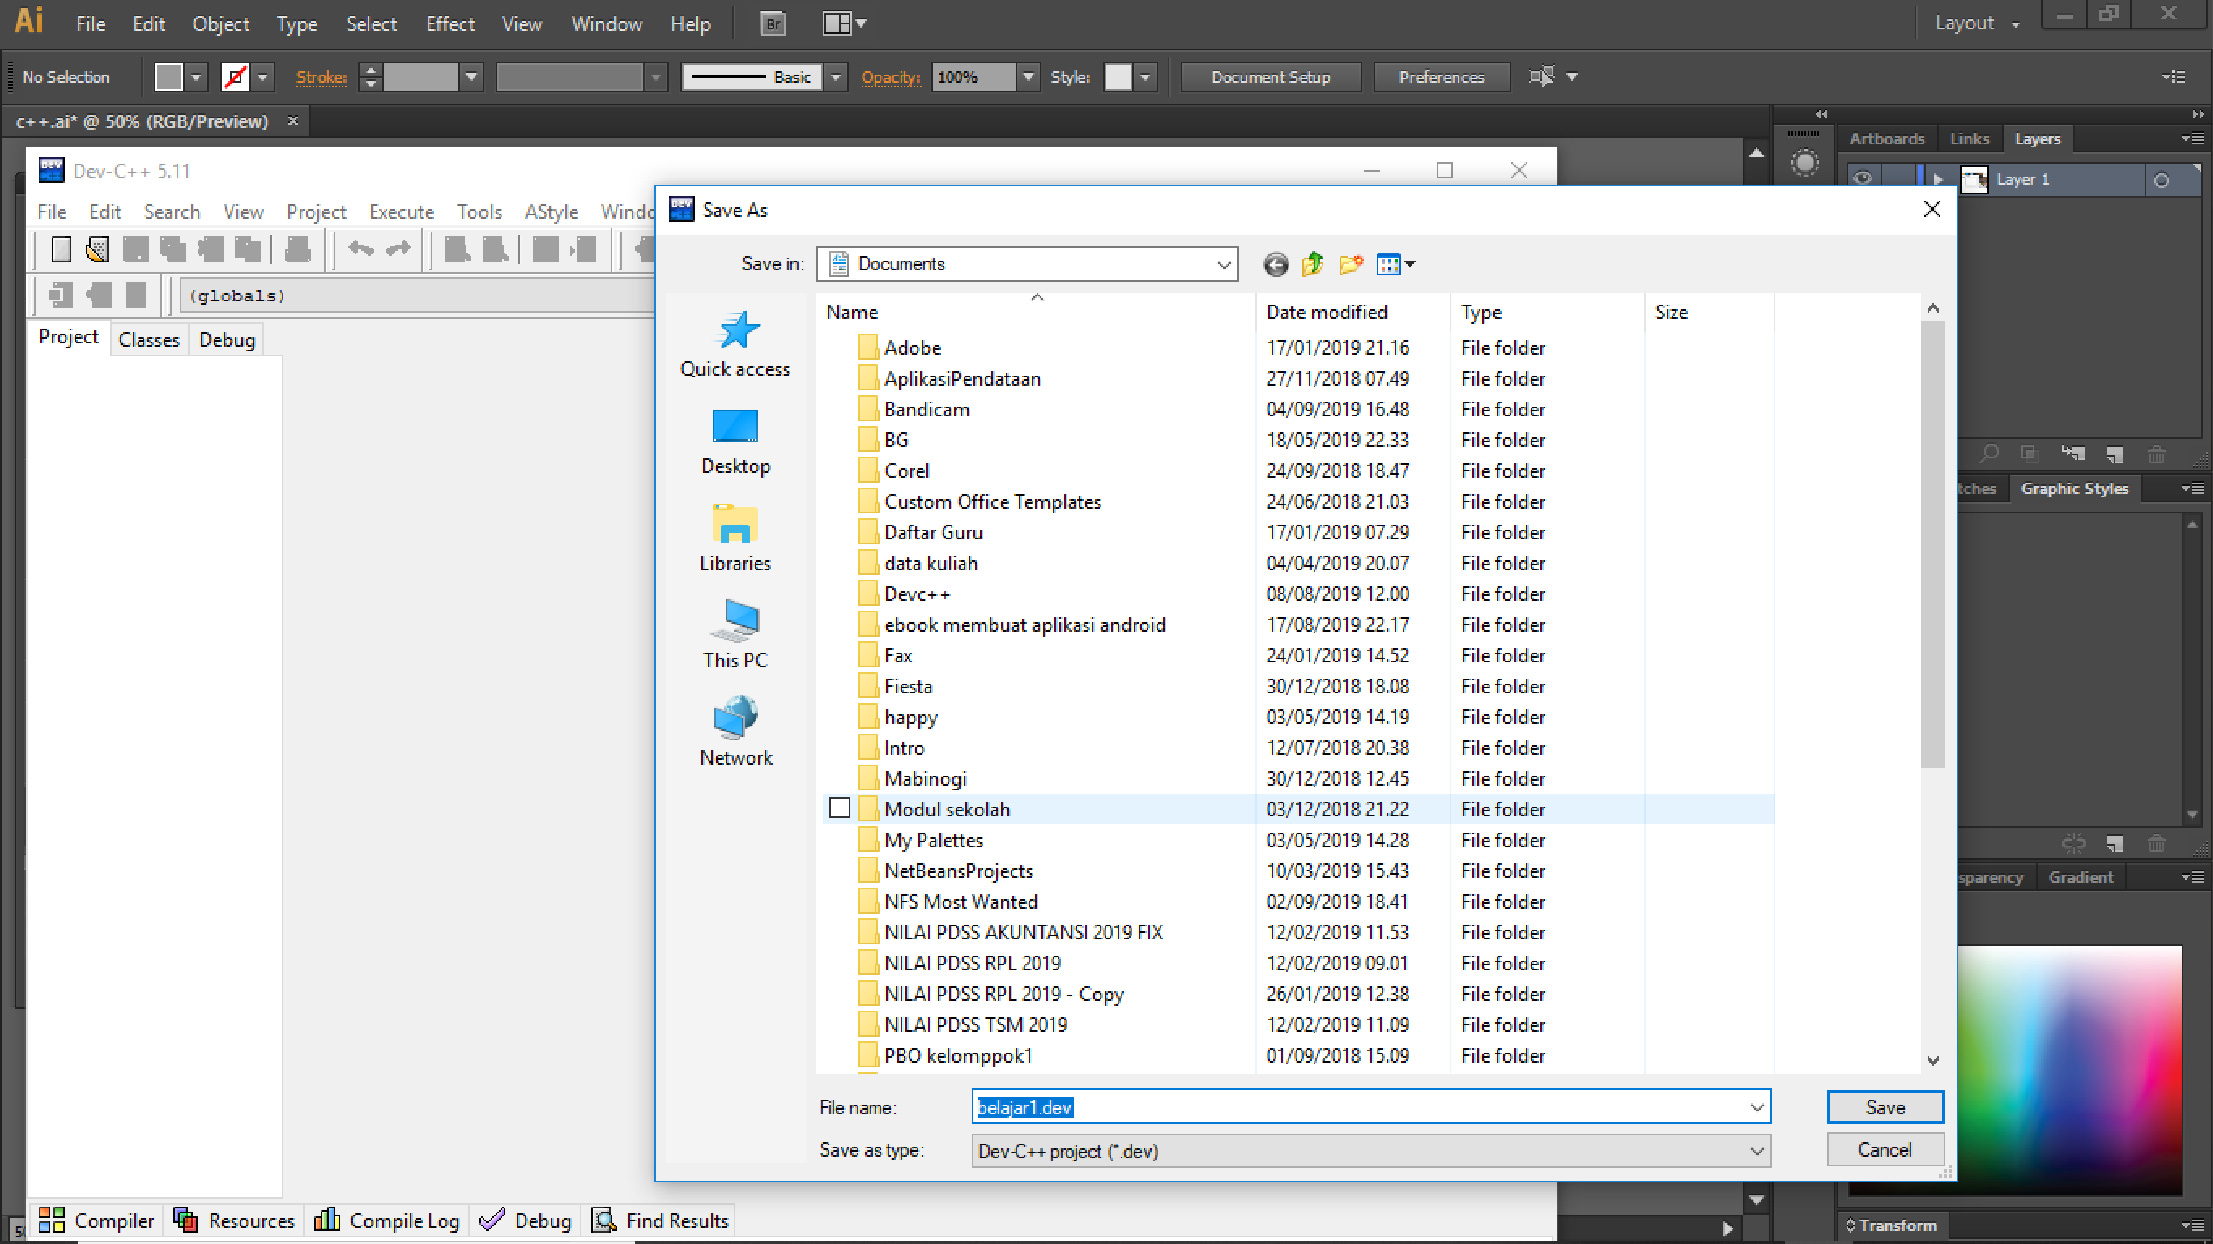 Ai File Edit Object Type Select Effect View Window Help Br Layout
No Selection Stroke: Basic Opacity: 100% Style: Document Setup Preferences
c++.ai* @ 50% (RGB/Preview) ×
Artboards Links Layers
Layer 1
Dev-C++ 5.11
File Edit Search View Project Execute Tools AStyle Windo
(globals)
Project Classes Debug
Save As
Save in: Documents
Quick access
Desktop
Libraries
This PC
Network
Name Date modified Type Size
Adobe 17/01/2019 21.16 File folder
AplikasiPendataan 27/11/2018 07.49 File folder
Bandicam 04/09/2019 16.48 File folder
BG 18/05/2019 22.33 File folder
Corel 24/09/2018 18.47 File folder
Custom Office Templates 24/06/2018 21.03 File folder
Daftar Guru 17/01/2019 07.29 File folder
data kuliah 04/04/2019 20.07 File folder
Devc++ 08/08/2019 12.00 File folder
ebook membuat aplikasi android 17/08/2019 22.17 File folder
Fax 24/01/2019 14.52 File folder
Fiesta 30/12/2018 18.08 File folder
happy 03/05/2019 14.19 File folder
Intro 12/07/2018 20.38 File folder
Mabinogi 30/12/2018 12.45 File folder
Modul sekolah 03/12/2018 21.22 File folder
My Palettes 03/05/2019 14.28 File folder
NetBeansProjects 10/03/2019 15.43 File folder
NFS Most Wanted 02/09/2019 18.41 File folder
NILAI PDSS AKUNTANSI 2019 FIX 12/02/2019 11.53 File folder
NILAI PDSS RPL 2019 12/02/2019 09.01 File folder
NILAI PDSS RPL 2019 - Copy 26/01/2019 12.38 File folder
NILAI PDSS TSM 2019 12/02/2019 11.09 File folder
PBO kelomppok1 01/09/2018 15.09 File folder
File name: belajar1.dev Save
Save as type: Dev-C++ project (*.dev) Cancel
tches Graphic Styles
sparency Gradient
Transform
Compiler Resources Compile Log Debug Find Results